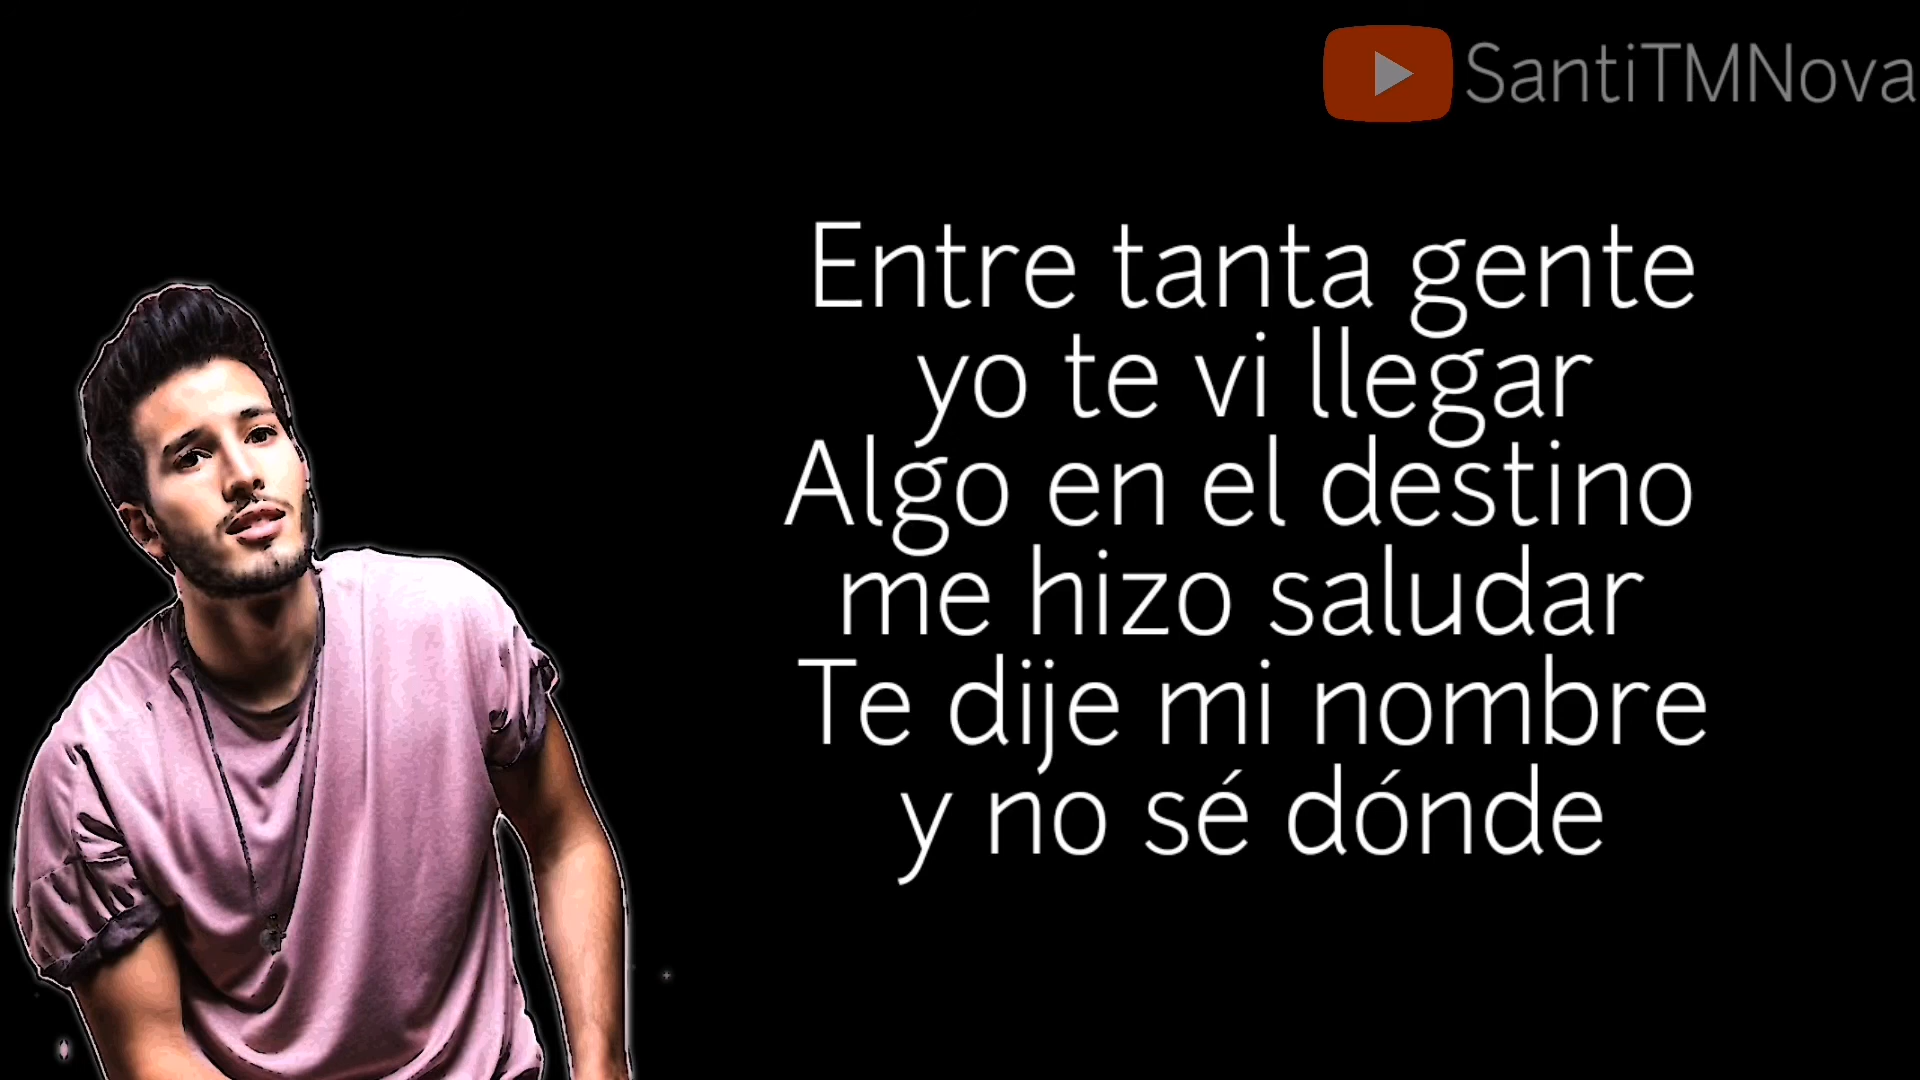 SantiTMNova
Entre tanta gente
yo te vi llegar
Algo en el destino
me hizo saludar
Te dije mi nombre
y no sé dónde